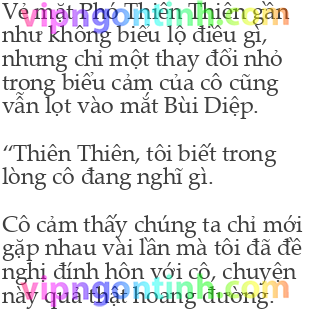 Vẻ mặt Phó Thiên Thiên gần
như không biểu lộ điều gì,
nhưng chỉ một thay đổi nhỏ
trong biểu cảm của cô cũng
vẫn lọt vào mắt Bùi Diệp.
“Thiên Thiên, tôi biết trong
lòng cô đang nghĩ gì.
Cô cảm thấy chúng ta chỉ mới
gặp nhau vài lần mà tôi đã đề
nghị đính hôn với cô, chuyện
này quả thật hoang đường.
vipngontinh.com
vipngontinh.com